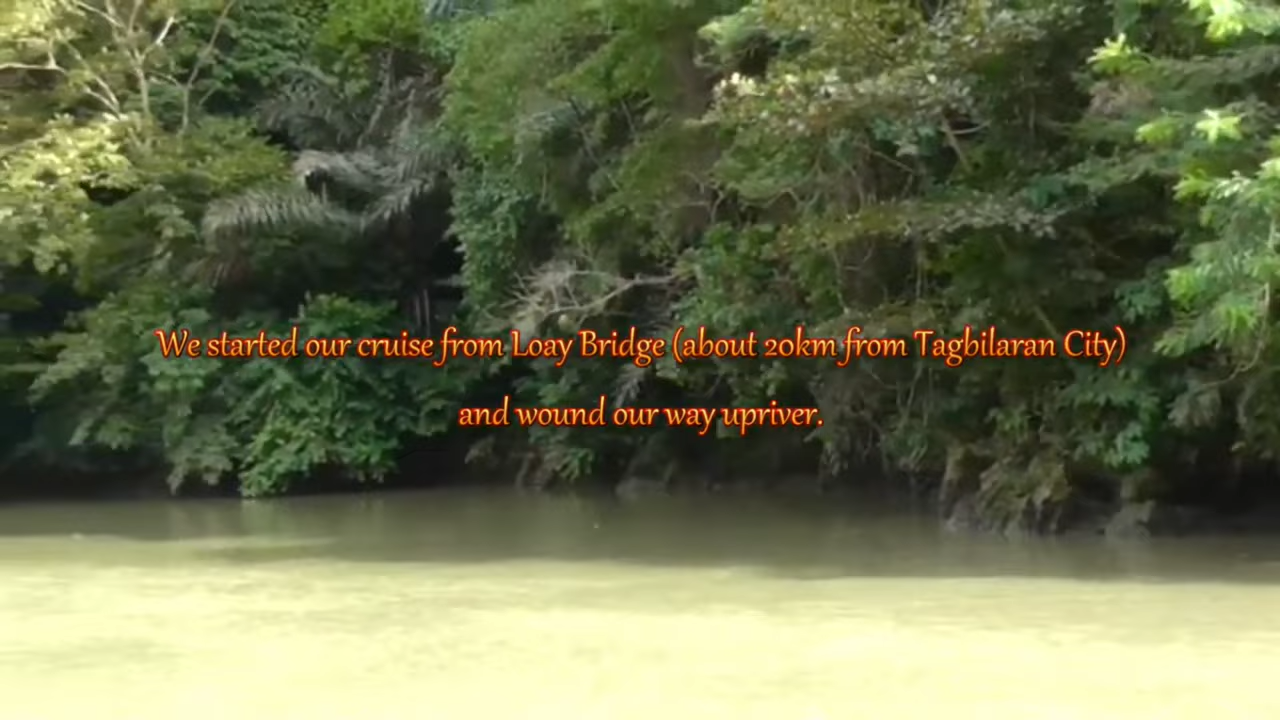 We started our cruise from Loay Bridge (about 20km from Tagbilaran City)
and wound our way upriver.